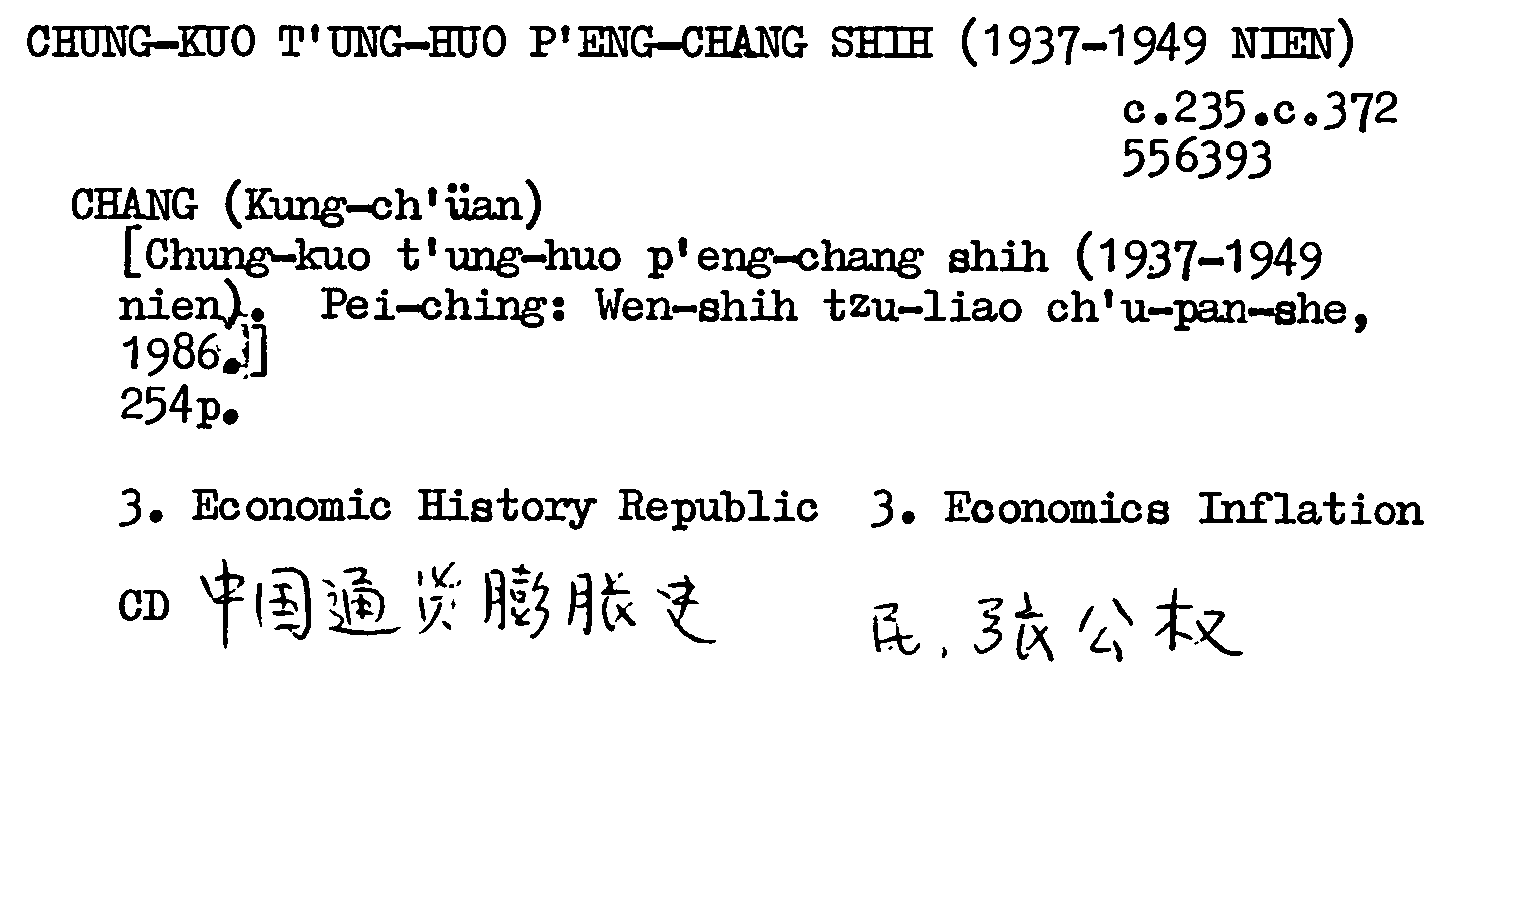 CHUNG-KUO T'UNG-HUO P'ENG-CHANG SHIH (1937-1949 NIEN)
c.235.c.372
556393
CHANG (Kung-ch'üan)
[Chung-kuo t'ung-huo p'eng-chang shih (1937-1949
nien). Pei-ching: Wen-shih tzu-liao ch'u-pan-she,
1986.]
254p.
3. Economic History Republic 3. Economics Inflation
CD 中国通货膨胀史 民, 张公权